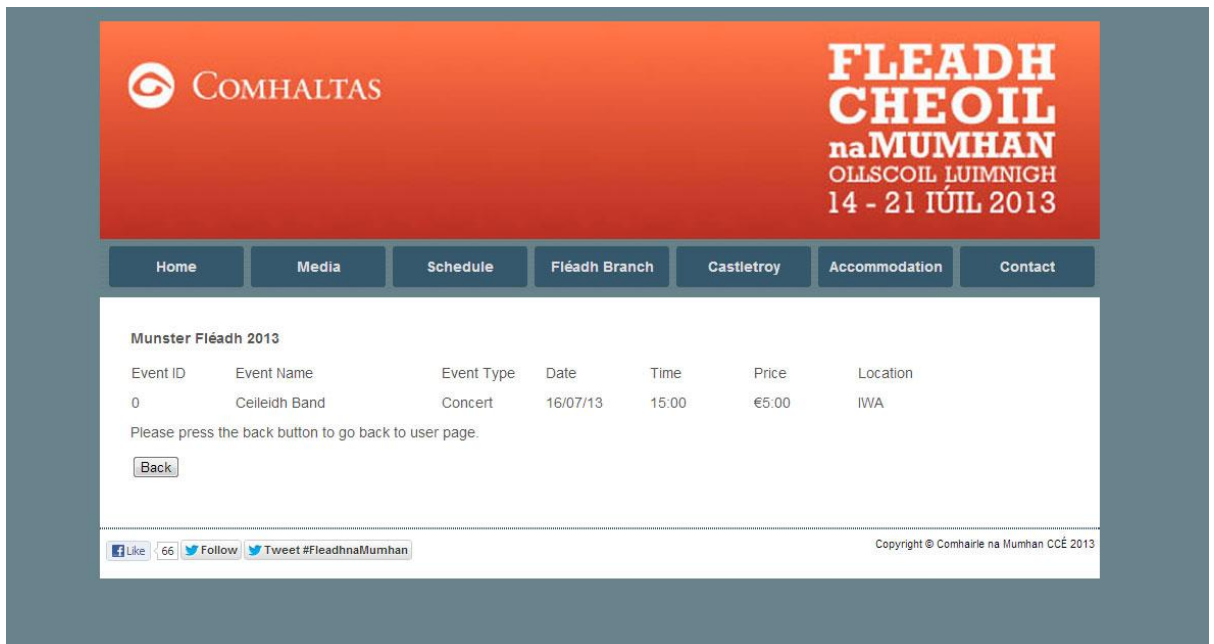 COMHALTAS
FLEADH
CHEOIL
naMUMHAN
OLLSCOIL LUIMNIGH
14 - 21 IÚIL 2013
Home Media Schedule Fléadh Branch Castletroy Accommodation Contact
Munster Fléadh 2013
Event ID Event Name Event Type Date Time Price Location
0 Ceileidh Band Concert 16/07/13 15:00 €5:00 IWA
Please press the back button to go back to user page.
Back
Like 66 Follow Tweet #FleadhnaMumhan Copyright © Comhairle na Mumhan CCÉ 2013